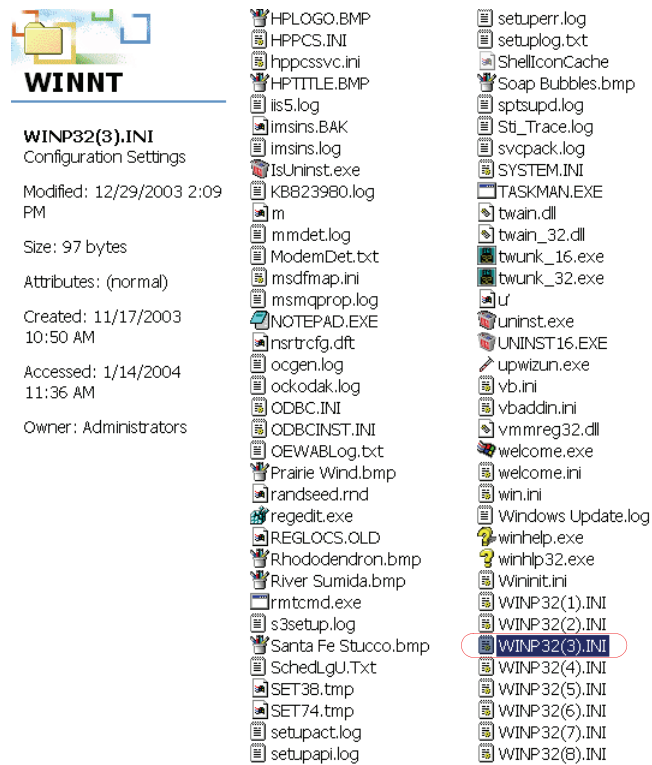 WINNT
WINP32(3).INI
Configuration Settings
Modified: 12/29/2003 2:09
PM
Size: 97 bytes
Attributes: (normal)
Created: 11/17/2003
10:50 AM
Accessed: 1/14/2004
11:36 AM
Owner: Administrators
HPLOGO.BMP
HPPCS.INI
hppcssvc.ini
HPTITLE.BMP
iis5.log
imsins.BAK
imsins.log
IsUninst.exe
KB823980.log
m
mmdet.log
ModemDet.txt
msdfmap.ini
msmqprop.log
NOTEPAD.EXE
nsrtrcfg.dft
ocgen.log
ockodak.log
ODBC.INI
ODBCINST.INI
OEWABLog.txt
Prairie Wind.bmp
randseed.rnd
regedit.exe
REGLOCS.OLD
Rhododendron.bmp
River Sumida.bmp
rmtcmd.exe
s3setup.log
Santa Fe Stucco.bmp
SchedLgU.Txt
SET38.tmp
SET74.tmp
setupact.log
setupapi.log
setuperr.log
setuplog.txt
ShellIconCache
Soap Bubbles.bmp
sptsupd.log
Sti_Trace.log
svcpack.log
SYSTEM.INI
TASKMAN.EXE
twain.dll
twain_32.dll
twunk_16.exe
twunk_32.exe
u'
uninst.exe
UNINST16.EXE
upwizun.exe
vb.ini
vbaddin.ini
vmmreg32.dll
welcome.exe
welcome.ini
win.ini
Windows Update.log
winhelp.exe
winhlp32.exe
Wininit.ini
WINP32(1).INI
WINP32(2).INI
WINP32(3).INI
WINP32(4).INI
WINP32(5).INI
WINP32(6).INI
WINP32(7).INI
WINP32(8).INI